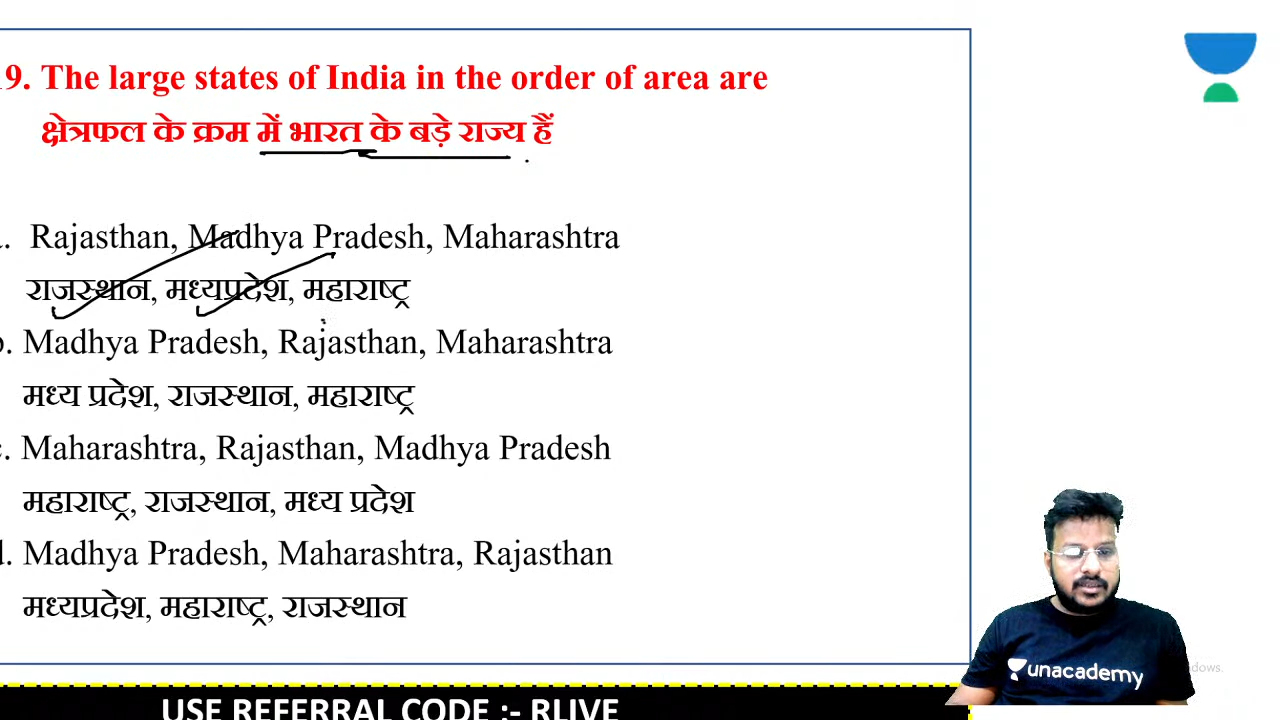 19. The large states of India in the order of area are
क्षेत्रफल के क्रम में भारत के बड़े राज्य हैं
a. Rajasthan, Madhya Pradesh, Maharashtra
राजस्थान, मध्यप्रदेश, महाराष्ट्र
b. Madhya Pradesh, Rajasthan, Maharashtra
मध्य प्रदेश, राजस्थान, महाराष्ट्र
c. Maharashtra, Rajasthan, Madhya Pradesh
महाराष्ट्र, राजस्थान, मध्य प्रदेश
d. Madhya Pradesh, Maharashtra, Rajasthan
मध्यप्रदेश, महाराष्ट्र, राजस्थान
unacademy
USE REFERRAL CODE :- RLIVE